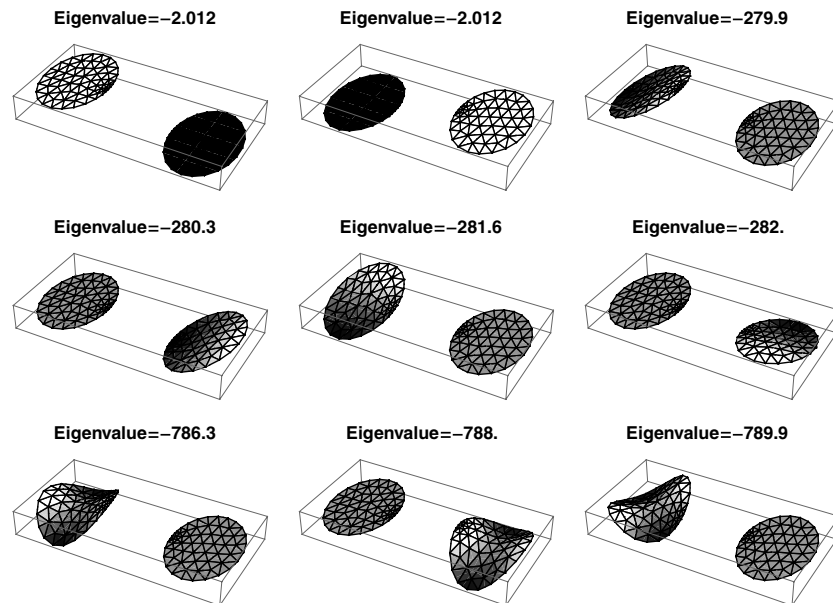 Eigenvalue=−2.012
Eigenvalue=−2.012
Eigenvalue=−279.9
Eigenvalue=−280.3
Eigenvalue=−281.6
Eigenvalue=−282.
Eigenvalue=−786.3
Eigenvalue=−788.
Eigenvalue=−789.9